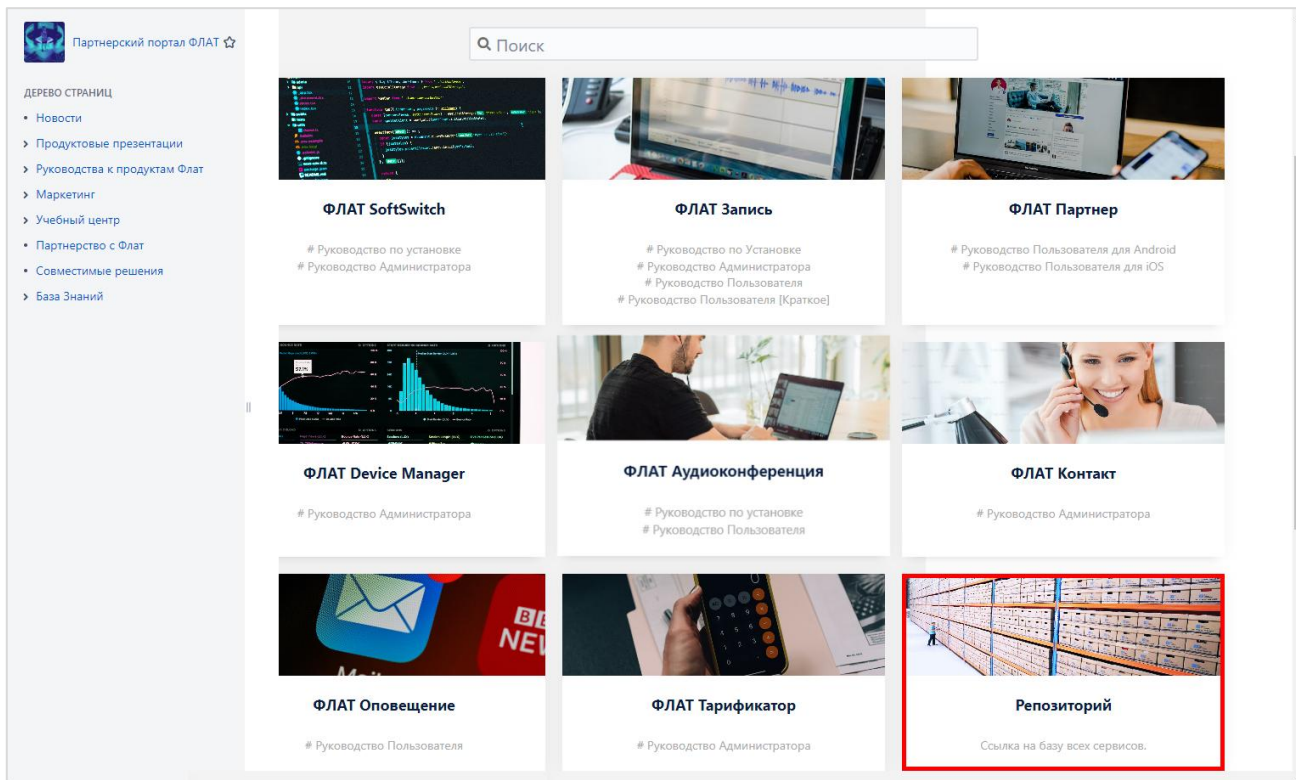 Партнерский портал ФЛАТ
Поиск
ДЕРЕВО СТРАНИЦ
Новости
Продуктовые презентации
Руководства к продуктам Флат
Маркетинг
Учебный центр
Партнерство с Флат
Совместимые решения
База Знаний
ФЛАТ SoftSwitch
# Руководство по установке
# Руководство Администратора
ФЛАТ Запись
# Руководство по Установке
# Руководство Администратора
# Руководство Пользователя
# Руководство Пользователя [Краткое]
ФЛАТ Партнер
# Руководство Пользователя для Android
# Руководство Пользователя для iOS
ФЛАТ Device Manager
# Руководство Администратора
ФЛАТ Аудиоконференция
# Руководство по установке
# Руководство Пользователя
ФЛАТ Контакт
# Руководство Администратора
ФЛАТ Оповещение
# Руководство Пользователя
ФЛАТ Тарификатор
# Руководство Администратора
Репозиторий
Ссылка на базу всех сервисов.